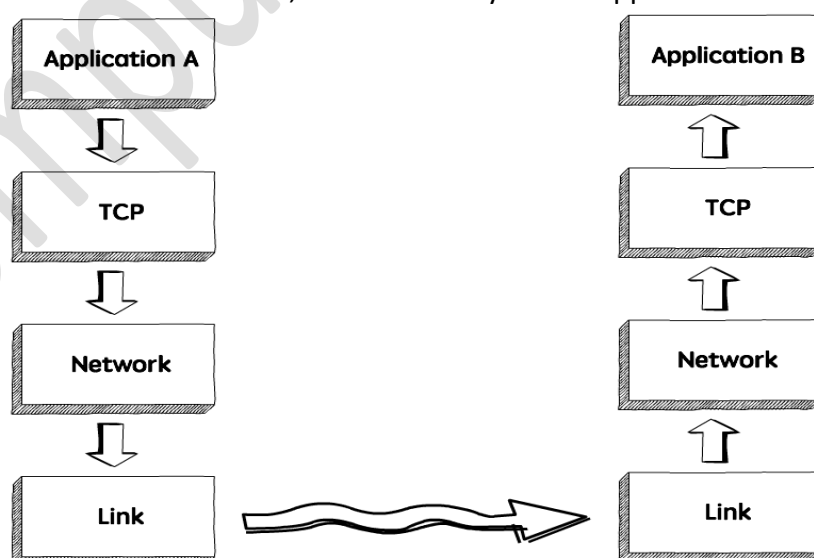 Application A
Application B
TCP
TCP
Network
Network
Link
Link